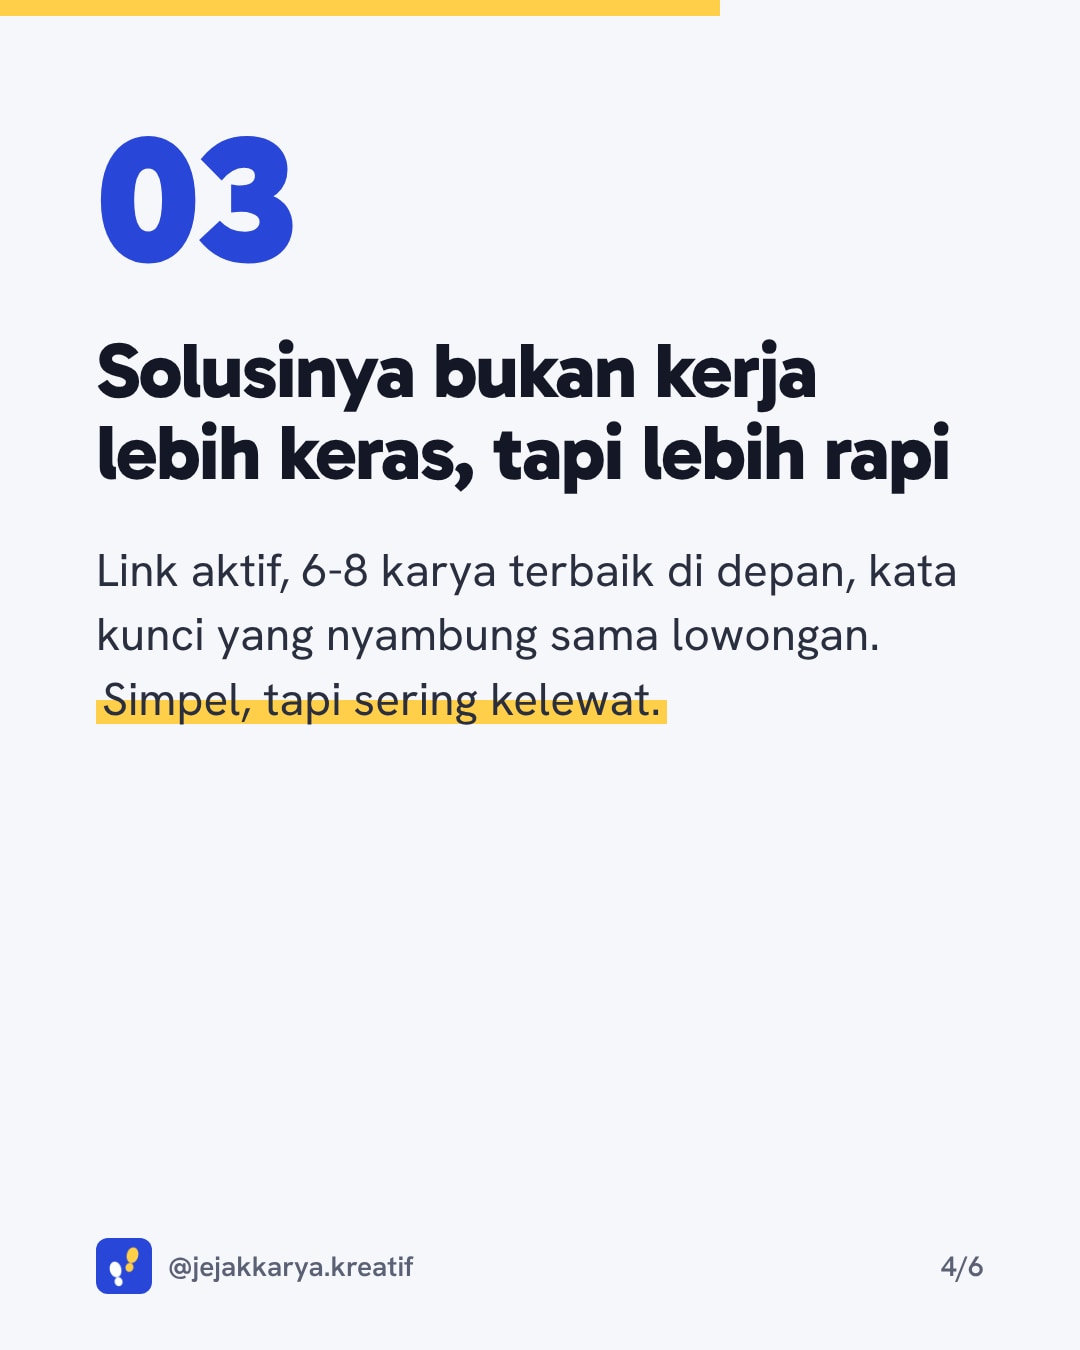 03
Solusinya bukan kerja
lebih keras, tapi lebih rapi
Link aktif, 6-8 karya terbaik di depan, kata
kunci yang nyambung sama lowongan.
Simpel, tapi sering kelewat.
@jejakkarya.kreatif
4/6